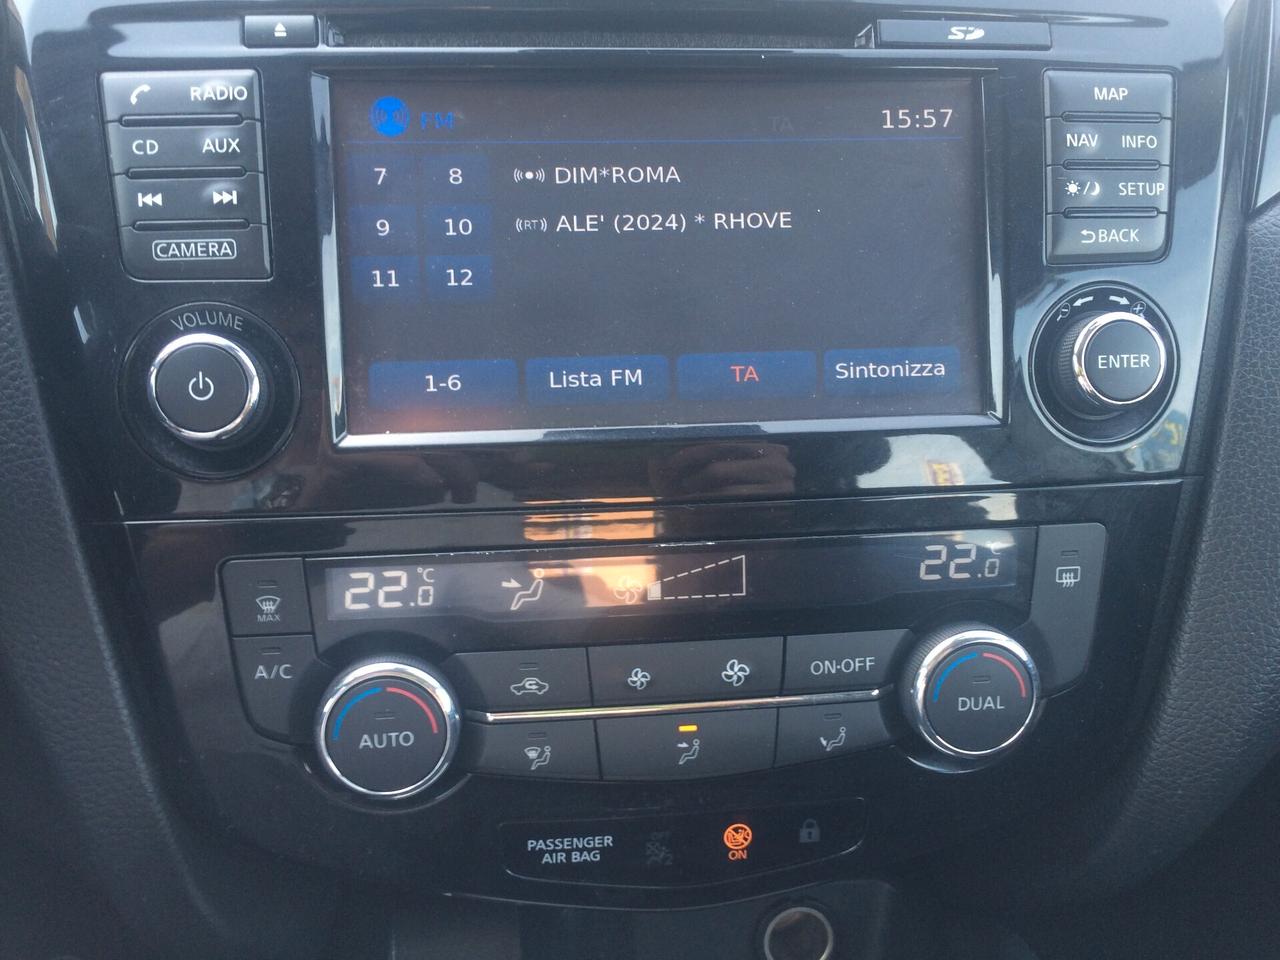 SD
RADIO
CD AUX
CAMERA
VOLUME
FM TA 15:57
7 8 DIM*ROMA
9 10 (RT) ALE' (2024) * RHOVE
11 12
1-6 Lista FM TA Sintonizza
MAP
NAV INFO
SETUP
BACK
ENTER
22.0°C 22.0°C
MAX
A/C
AUTO
ON-OFF
DUAL
PASSENGER
AIR BAG
ON